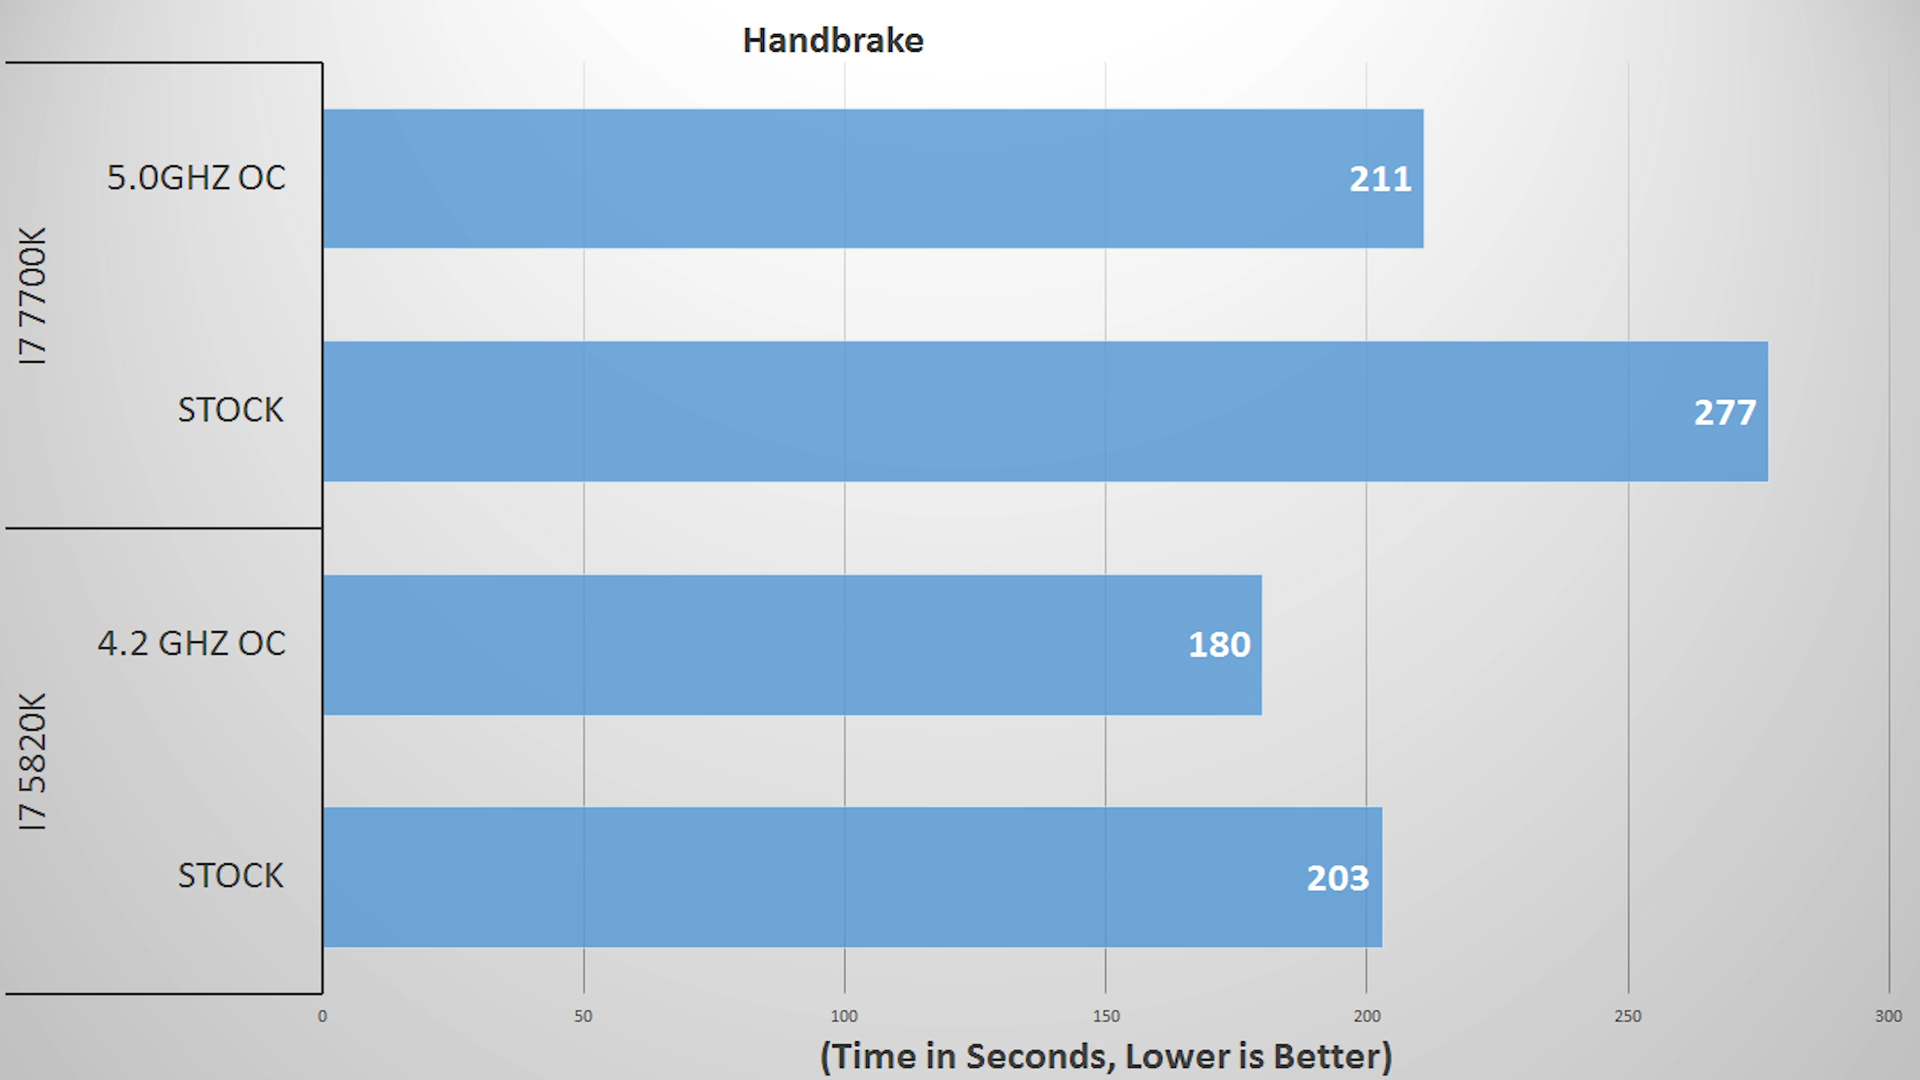 Handbrake
I7 7700K
5.0GHZ OC
211
STOCK
277
I7 5820K
4.2 GHZ OC
180
STOCK
203
0 50 100 150 200 250 300
(Time in Seconds, Lower is Better)